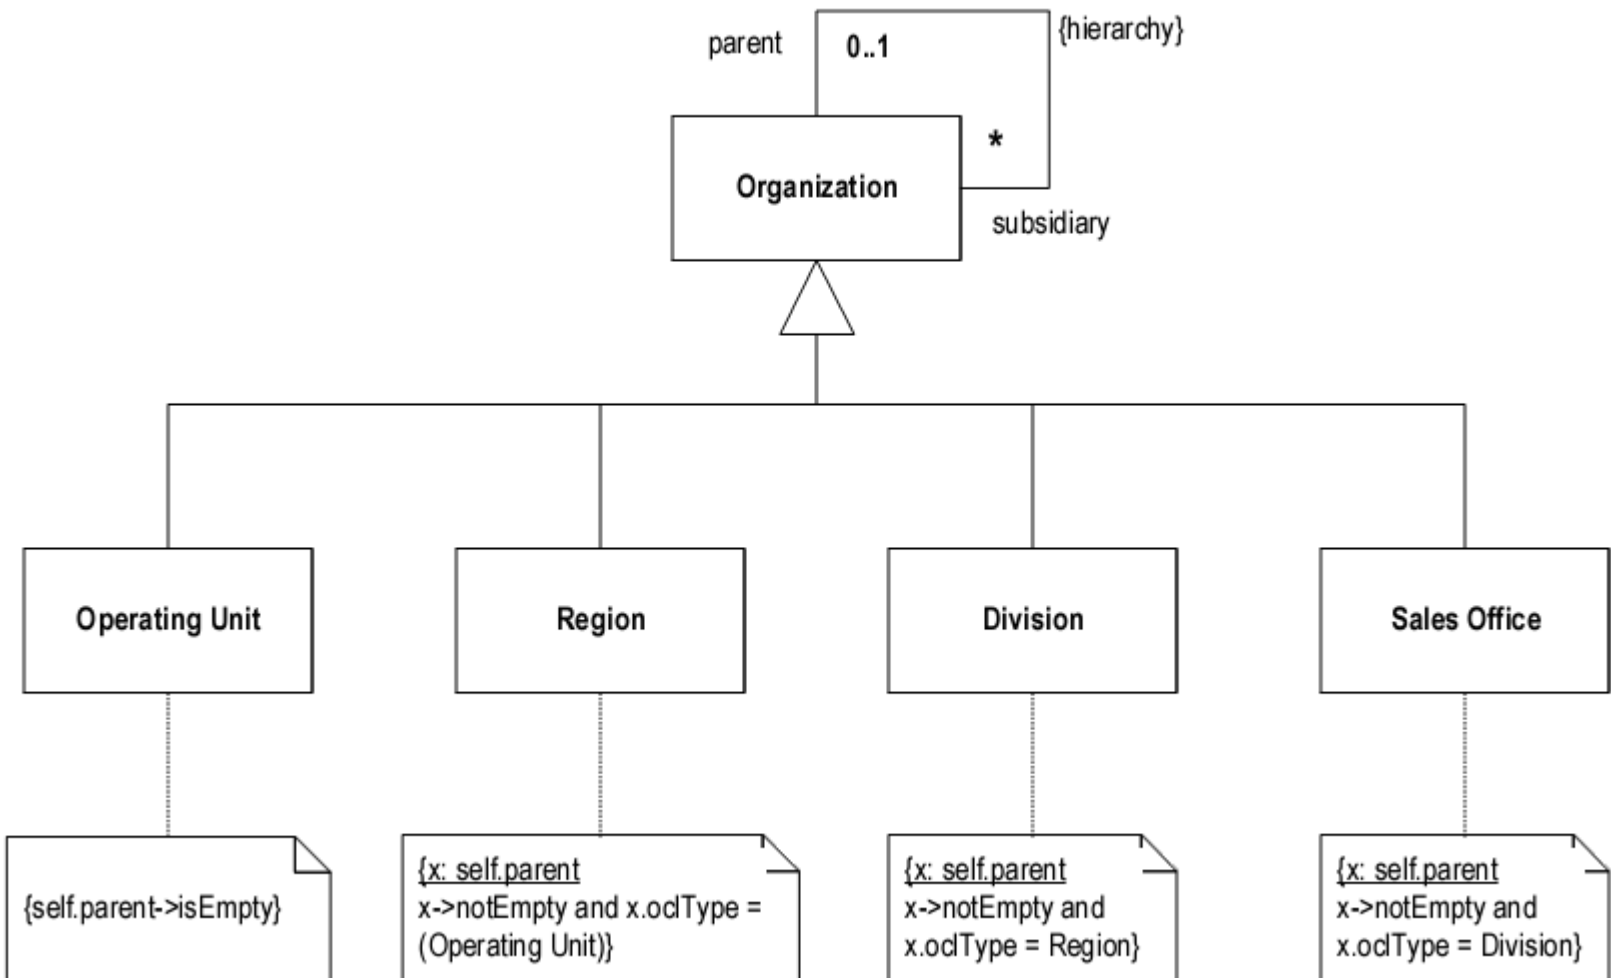 parent
0..1
{hierarchy}
*
Organization
subsidiary
Operating Unit
Region
Division
Sales Office
{self.parent->isEmpty}
{x: self.parent
x->notEmpty and x.oclType =
(Operating Unit)}
{x: self.parent
x->notEmpty and
x.oclType = Region}
{x: self.parent
x->notEmpty and
x.oclType = Division}